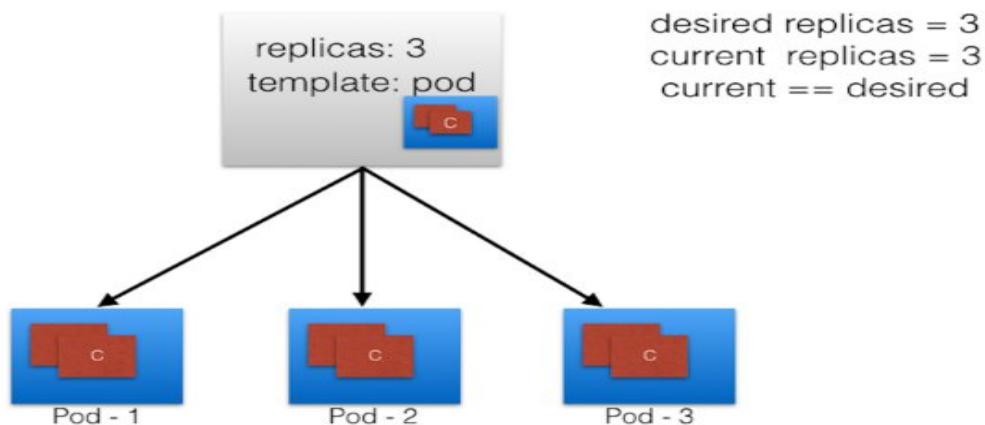 replicas: 3
template: pod
C
desired replicas = 3
current replicas = 3
current == desired
C
C
C
Pod - 1
Pod - 2
Pod - 3